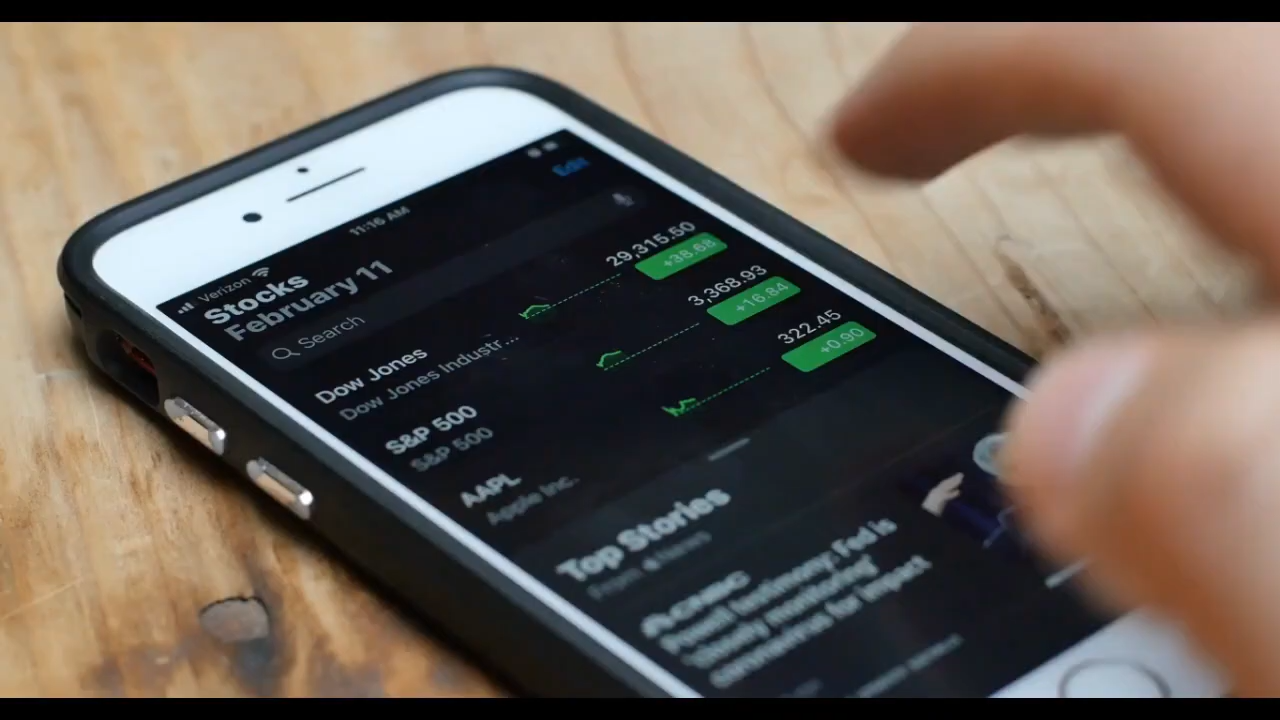 Verizon
11:16 AM
Edit
Stocks
February 11
Search
Dow Jones
Dow Jones Industr...
29,315.50
+38.68
S&P 500
S&P 500
3,368.93
+16.84
AAPL
Apple Inc.
322.45
+0.90
Top Stories
From News
CNBC
Powell testimony: Fed is
'closely monitoring'
coronavirus for impact